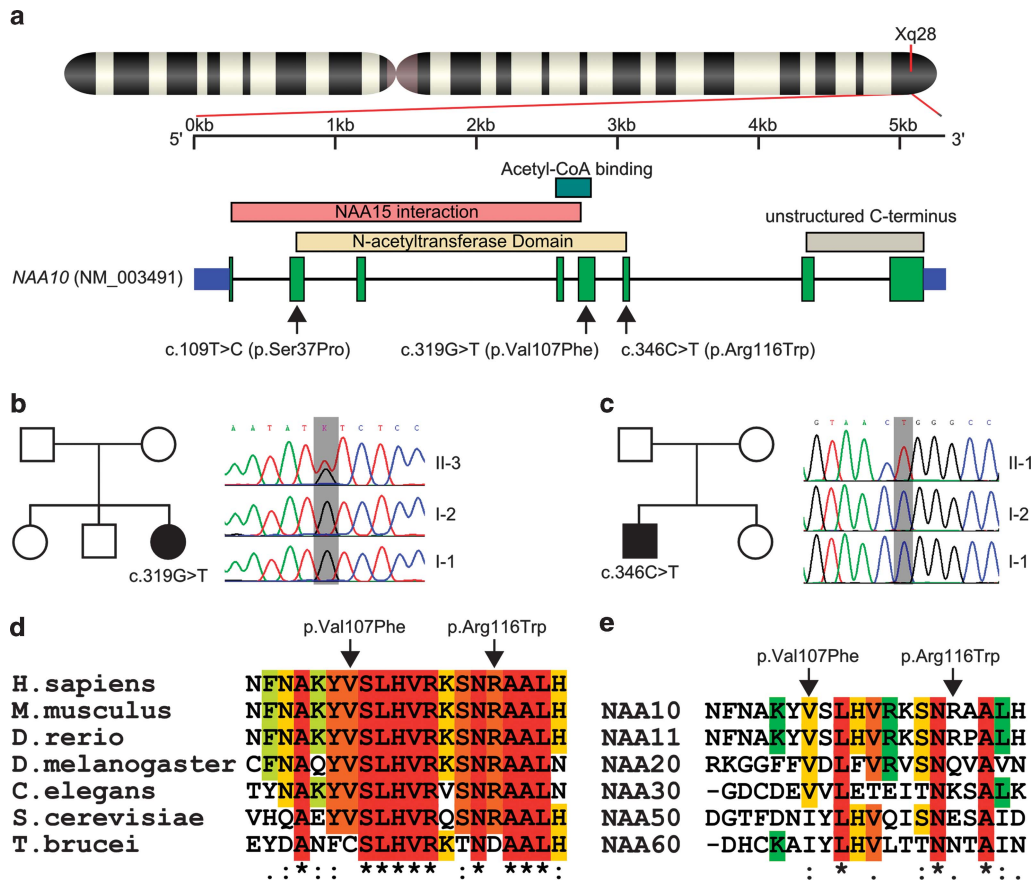 a
Xq28
0kb 1kb 2kb 3kb 4kb 5kb
5' 3'
Acetyl-CoA binding
NAA15 interaction
unstructured C-terminus
N-acetyltransferase Domain
NAA10 (NM_003491)
c.109T>C (p.Ser37Pro) c.319G>T (p.Val107Phe) c.346C>T (p.Arg116Trp)
b
A A T A T K T C T C C
II-3
I-2
I-1
c.319G>T
c
G T A A C T G G G C C
II-1
I-2
I-1
c.346C>T
d
p.Val107Phe p.Arg116Trp
H.sapiens NFNAKYVSLHVRKSNRAALH
M.musculus NFNAKYVSLHVRKSNRAALH
D.rerio NFNAKYVSLHVRKSNRAALH
D.melanogaster CFNAQYVSLHVRKSNRAALN
C.elegans TYNAKYVSLHVRVSNRAALN
S.cerevisiae VHQAEYVSLHVRQSNRAALH
T.brucei EYDANFCSLHVRKTNDAALH
.:*:: ***** :* ***:
e
p.Val107Phe p.Arg116Trp
NAA10 NFNAKYVSLHVRKSNRAALH
NAA11 NFNAKYVSLHVRKSNRPALH
NAA20 RKGGFFVDLFVRVSNQVAVN
NAA30 -GDCDEVVLETEITNKSALK
NAA50 DGTFDNIYLHVQISNESAID
NAA60 -DHCKAIYLHVLTTNNTAIN
: * . :* . *:.